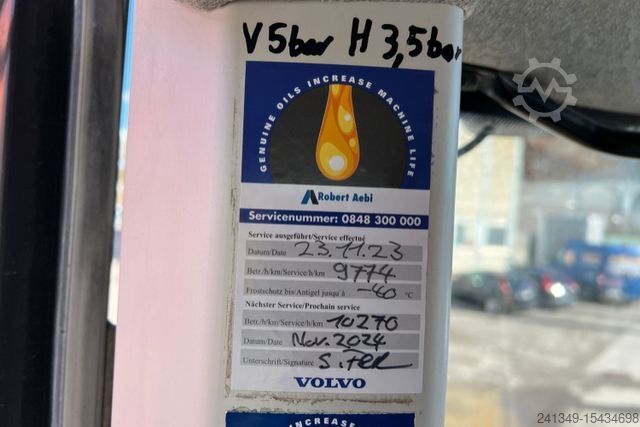 V 5bar H 3,5bar
GENUINE OILS INCREASE MACHINE LIFE
Robert Aebi
Servicenummer: 0848 300 000
Service ausgeführt/Service effectué
Datum/Date 23.11.23
Betr./h/km/Service/h/km 9774
Frostschutz bis/Antigel jusqu'à -40 °C
Nächster Service/Prochain service
Betr./h/km/Service/h/km 10270
Datum/Date Nov. 2024
Unterschrift/Signature
VOLVO
INCREASE
241349-15434698